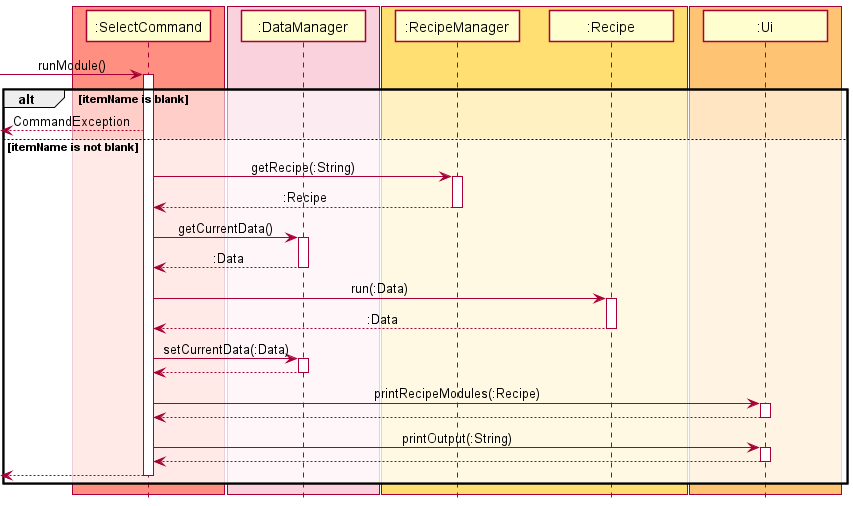 :SelectCommand :DataManager :RecipeManager :Recipe :Ui
runModule()
alt [itemName is blank]
CommandException
[itemName is not blank]
getRecipe(:String)
:Recipe
getCurrentData()
:Data
run(:Data)
:Data
setCurrentData(:Data)
printRecipeModules(:Recipe)
printOutput(:String)